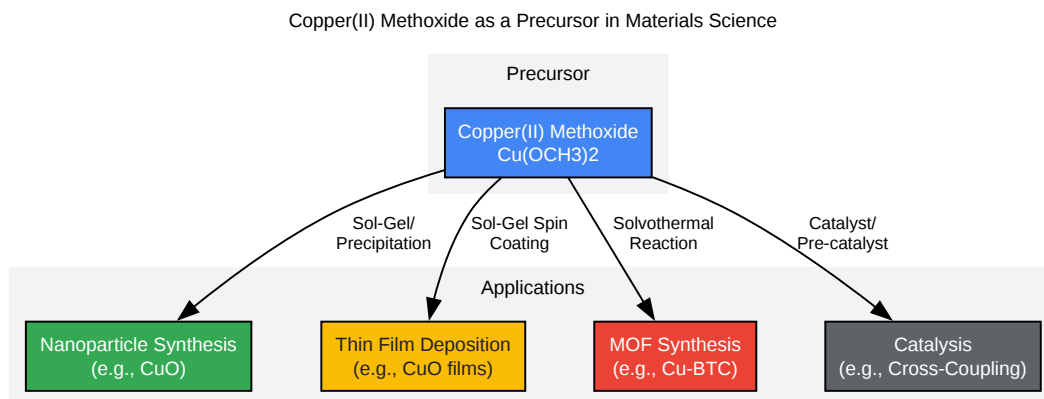 Copper(II) Methoxide as a Precursor in Materials Science
Precursor
Copper(II) Methoxide
Cu(OCH3)2
Sol-Gel/
Precipitation
Sol-Gel Spin
Coating
Solvothermal
Reaction
Catalyst/
Pre-catalyst
Applications
Nanoparticle Synthesis
(e.g., CuO)
Thin Film Deposition
(e.g., CuO films)
MOF Synthesis
(e.g., Cu-BTC)
Catalysis
(e.g., Cross-Coupling)